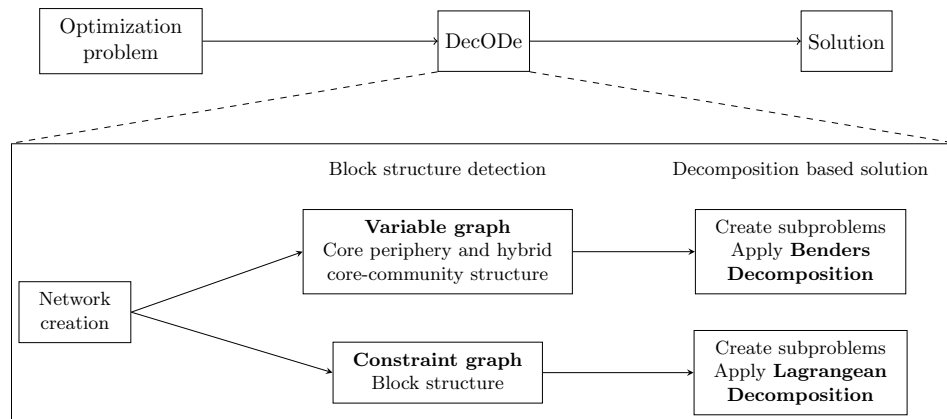 Optimization
problem
DecODe
Solution
Block structure detection
Decomposition based solution
Variable graph
Core periphery and hybrid
core-community structure
Create subproblems
Apply Benders
Decomposition
Network
creation
Constraint graph
Block structure
Create subproblems
Apply Lagrangean
Decomposition